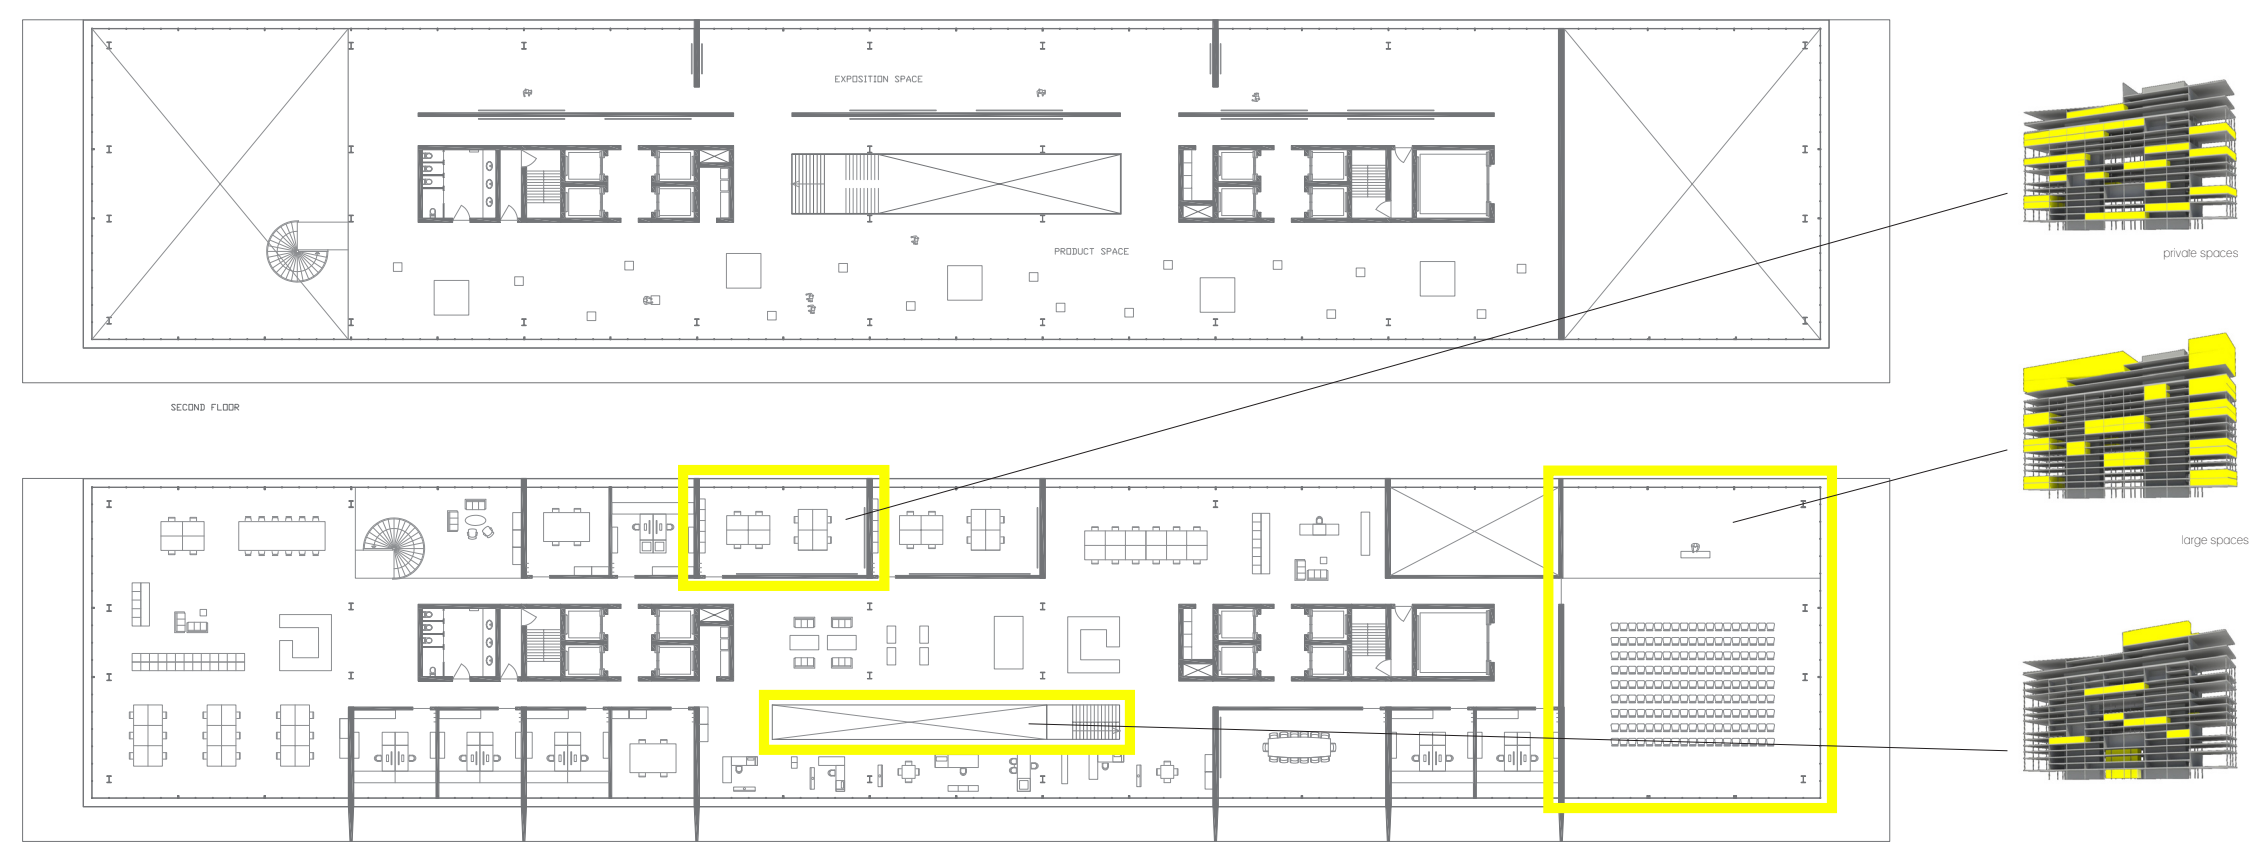 EXPOSITION SPACE
PRODUCT SPACE
private spaces
SECOND FLOOR
large spaces